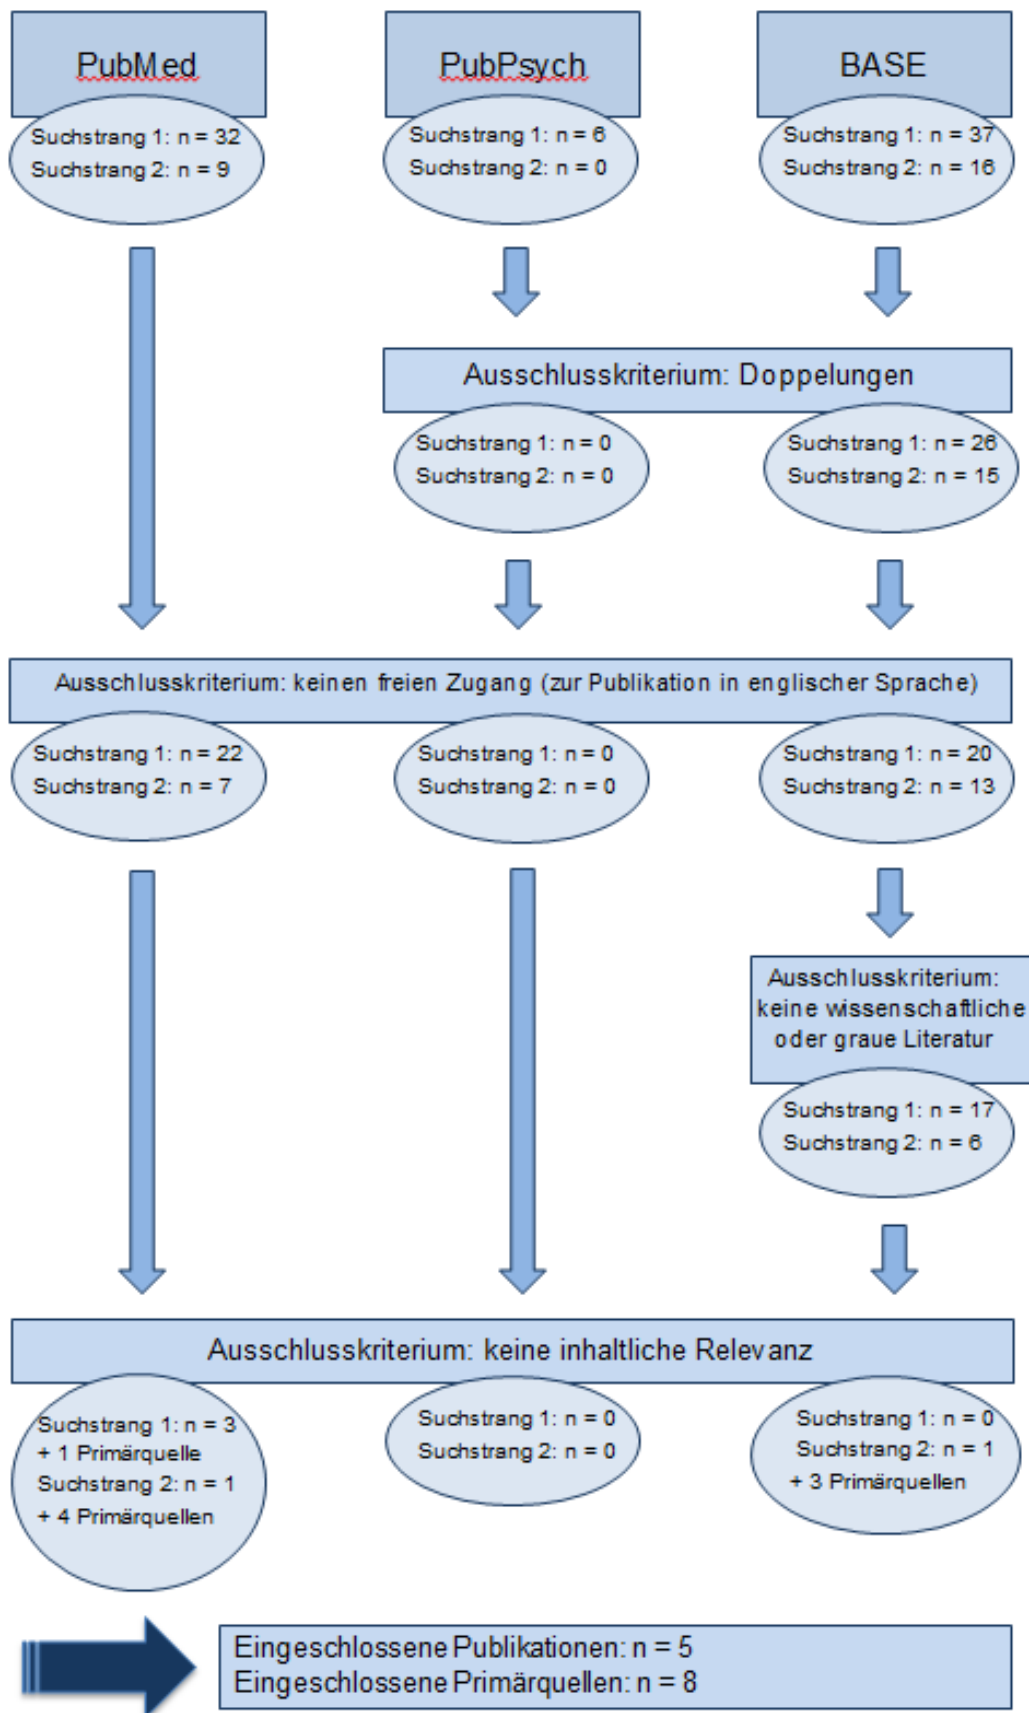 PubMed
PubPsych
BASE
Suchstrang 1: n = 32
Suchstrang 2: n = 9
Suchstrang 1: n = 6
Suchstrang 2: n = 0
Suchstrang 1: n = 37
Suchstrang 2: n = 16
Ausschlusskriterium: Doppelungen
Suchstrang 1: n = 0
Suchstrang 2: n = 0
Suchstrang 1: n = 26
Suchstrang 2: n = 15
Ausschlusskriterium: keinen freien Zugang (zur Publikation in englischer Sprache)
Suchstrang 1: n = 22
Suchstrang 2: n = 7
Suchstrang 1: n = 0
Suchstrang 2: n = 0
Suchstrang 1: n = 20
Suchstrang 2: n = 13
Ausschlusskriterium:
keine wissenschaftliche
oder graue Literatur
Suchstrang 1: n = 17
Suchstrang 2: n = 6
Ausschlusskriterium: keine inhaltliche Relevanz
Suchstrang 1: n = 3
+ 1 Primärquelle
Suchstrang 2: n = 1
+ 4 Primärquellen
Suchstrang 1: n = 0
Suchstrang 2: n = 0
Suchstrang 1: n = 0
Suchstrang 2: n = 1
+ 3 Primärquellen
Eingeschlossene Publikationen: n = 5
Eingeschlossene Primärquellen: n = 8